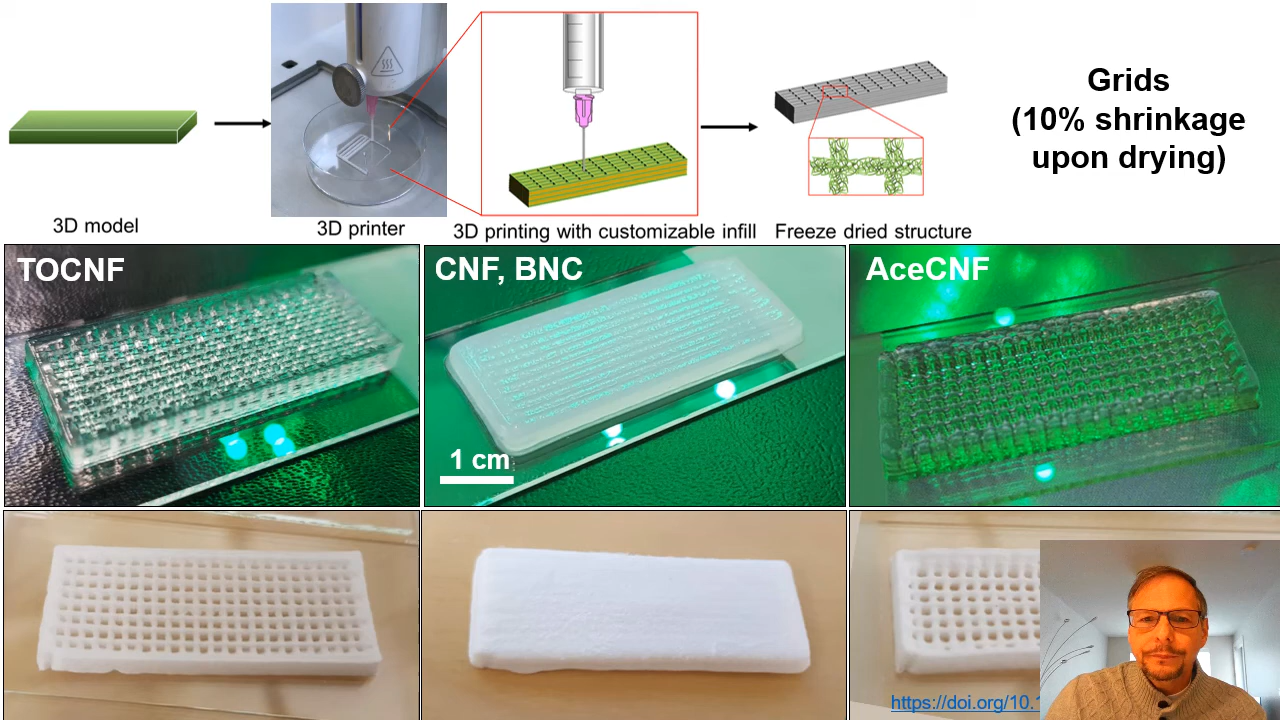 Grids
(10% shrinkage
upon drying)
3D model
3D printer
3D printing with customizable infill
Freeze dried structure
TOCNF
CNF, BNC
AceCNF
1 cm
https://doi.org/10.